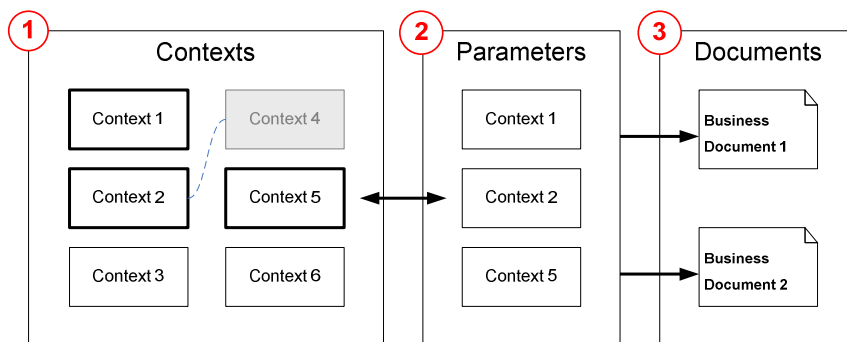 1
Contexts
Context 1
Context 4
Context 2
Context 5
Context 3
Context 6
2
Parameters
Context 1
Context 2
Context 5
3
Documents
Business
Document 1
Business
Document 2